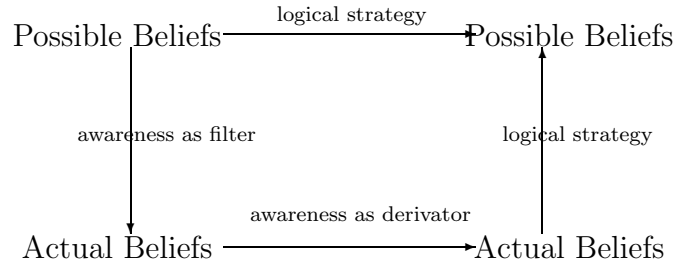 logical strategy
Possible Beliefs Possible Beliefs
awareness as filter logical strategy
awareness as derivator
Actual Beliefs Actual Beliefs